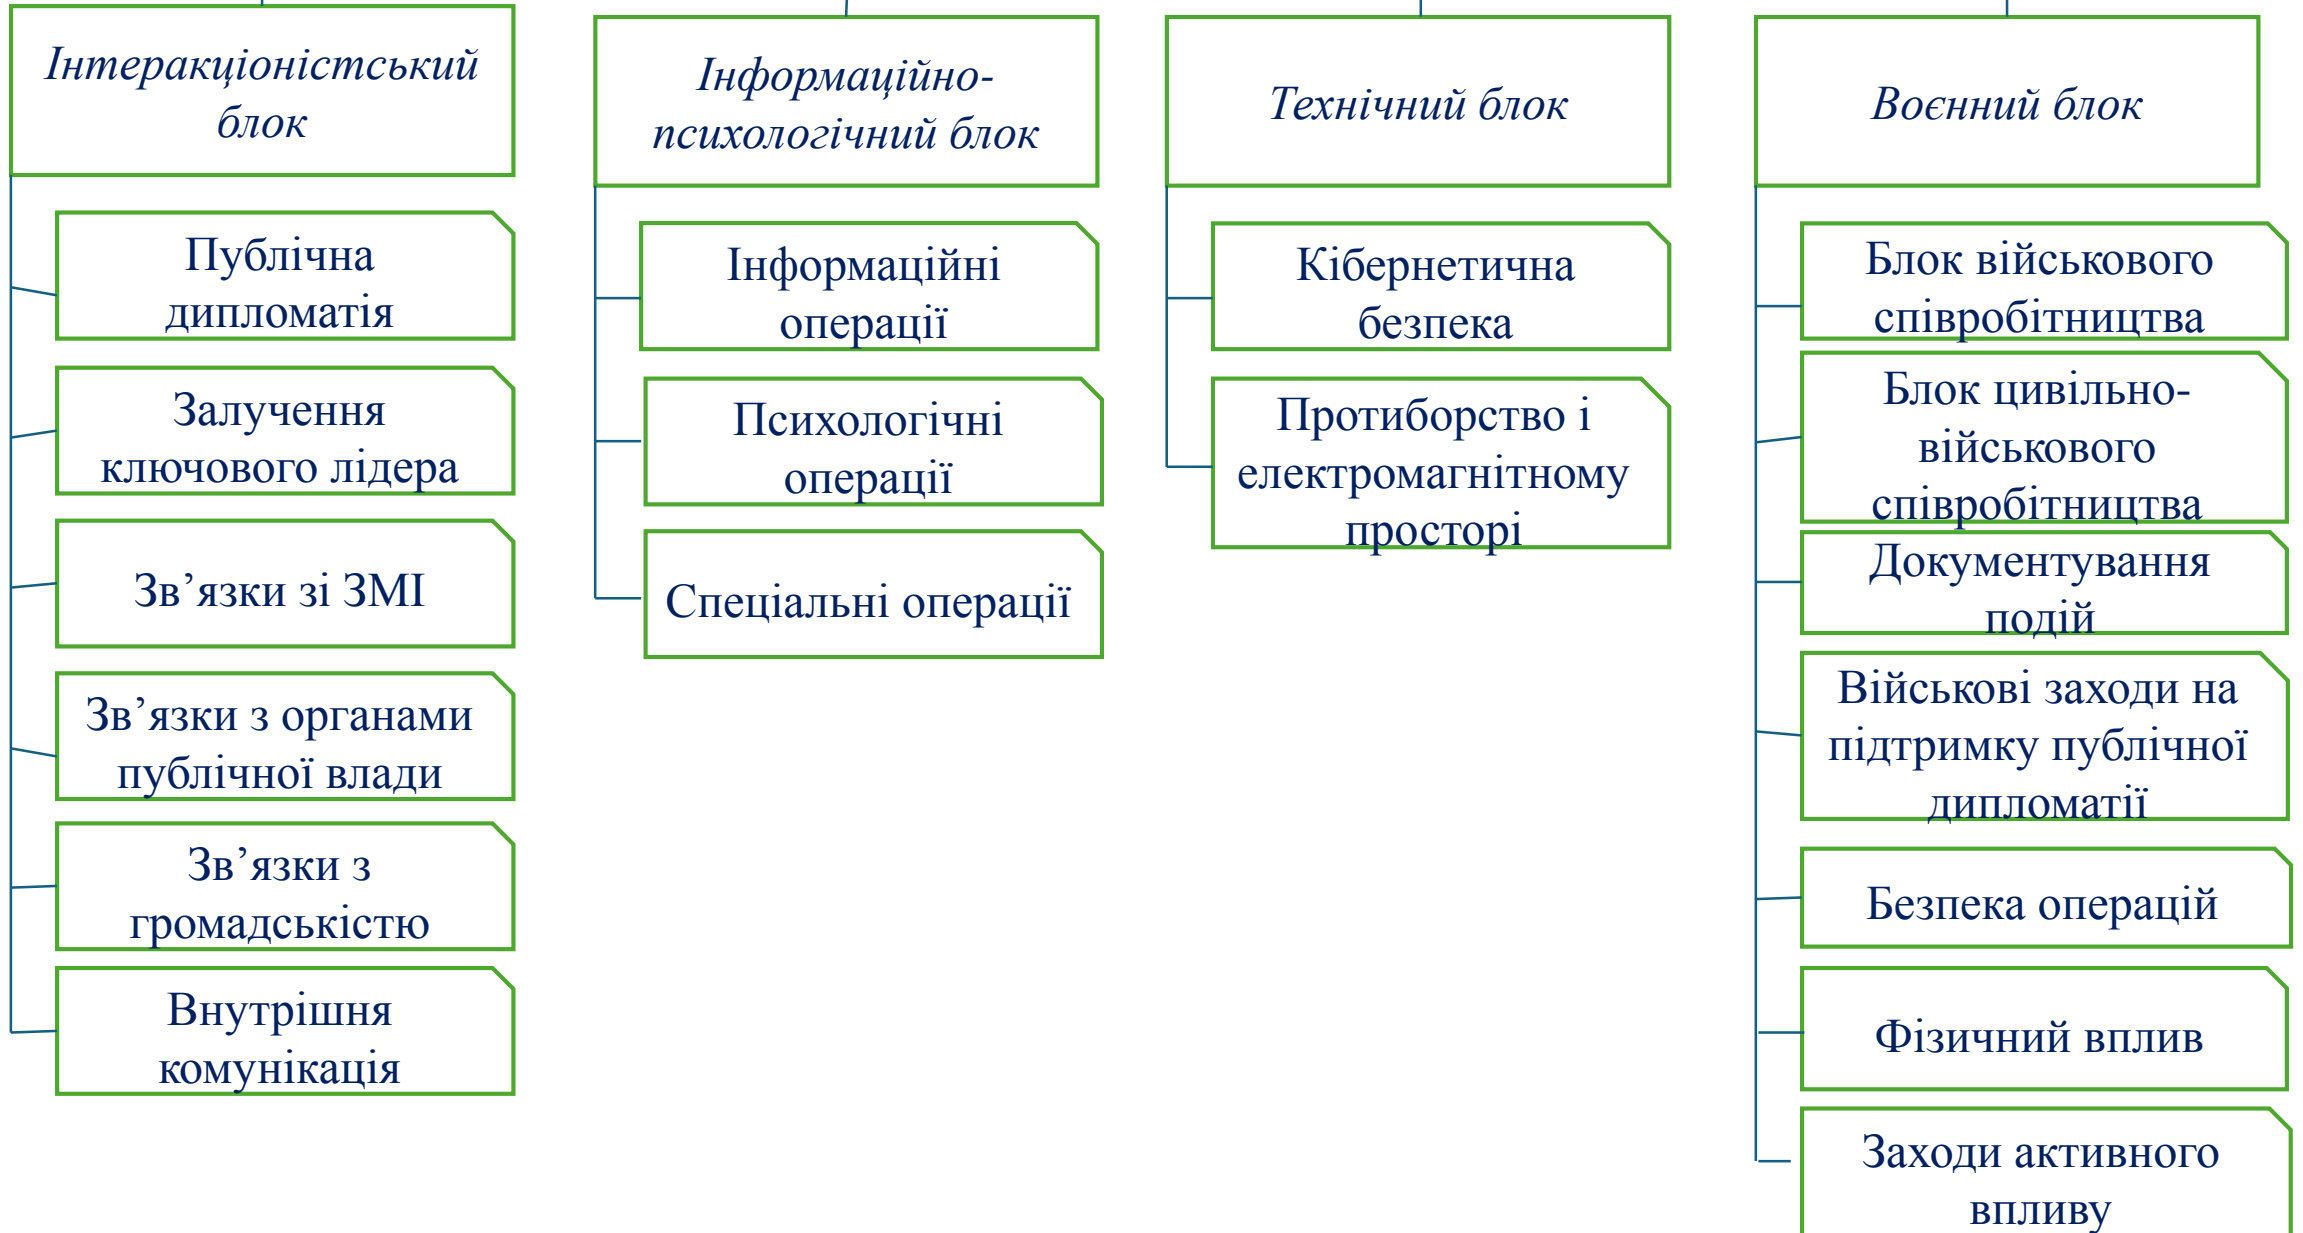 Інтеракціоністський
блок
Публічна
дипломатія
Залучення
ключового лідера
Зв’язки зі ЗМІ
Зв’язки з органами
публічної влади
Зв’язки з
громадськістю
Внутрішня
комунікація
Інформаційно-
психологічний блок
Інформаційні
операції
Психологічні
операції
Спеціальні операції
Технічний блок
Кібернетична
безпека
Протиборство і
електромагнітному
просторі
Воєнний блок
Блок військового
співробітництва
Блок цивільно-
військового
співробітництва
Документування
подій
Військові заходи на
підтримку публічної
дипломатії
Безпека операцій
Фізичний вплив
Заходи активного
впливу